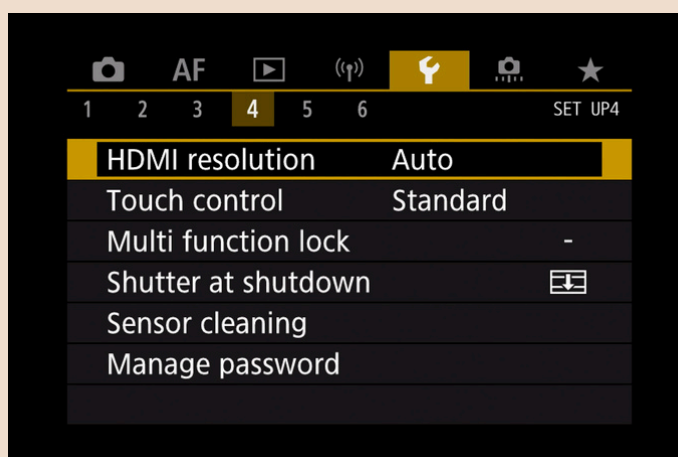 AF
1 2 3 4 5 6 SET UP4
HDMI resolution Auto
Touch control Standard
Multi function lock -
Shutter at shutdown
Sensor cleaning
Manage password